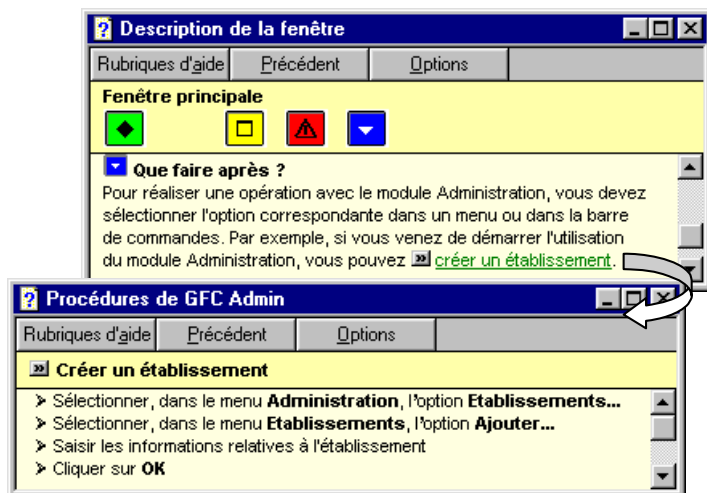 Description de la fenêtre
Rubriques d'aide Précédent Options
Fenêtre principale
Que faire après ?
Pour réaliser une opération avec le module Administration, vous devez
sélectionner l'option correspondante dans un menu ou dans la barre
de commandes. Par exemple, si vous venez de démarrer l'utilisation
du module Administration, vous pouvez créer un établissement.
Procédures de GFC Admin
Rubriques d'aide Précédent Options
Créer un établissement
Sélectionner, dans le menu Administration, l'option Etablissements...
Sélectionner, dans le menu Etablissements, l'option Ajouter...
Saisir les informations relatives à l'établissement
Cliquer sur OK